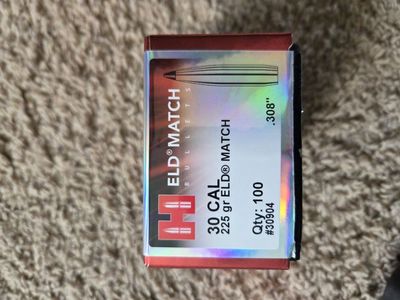 ELD® MATCH
BULLETS
.308"
30 CAL
225 gr ELD® MATCH
Qty: 100
#30904